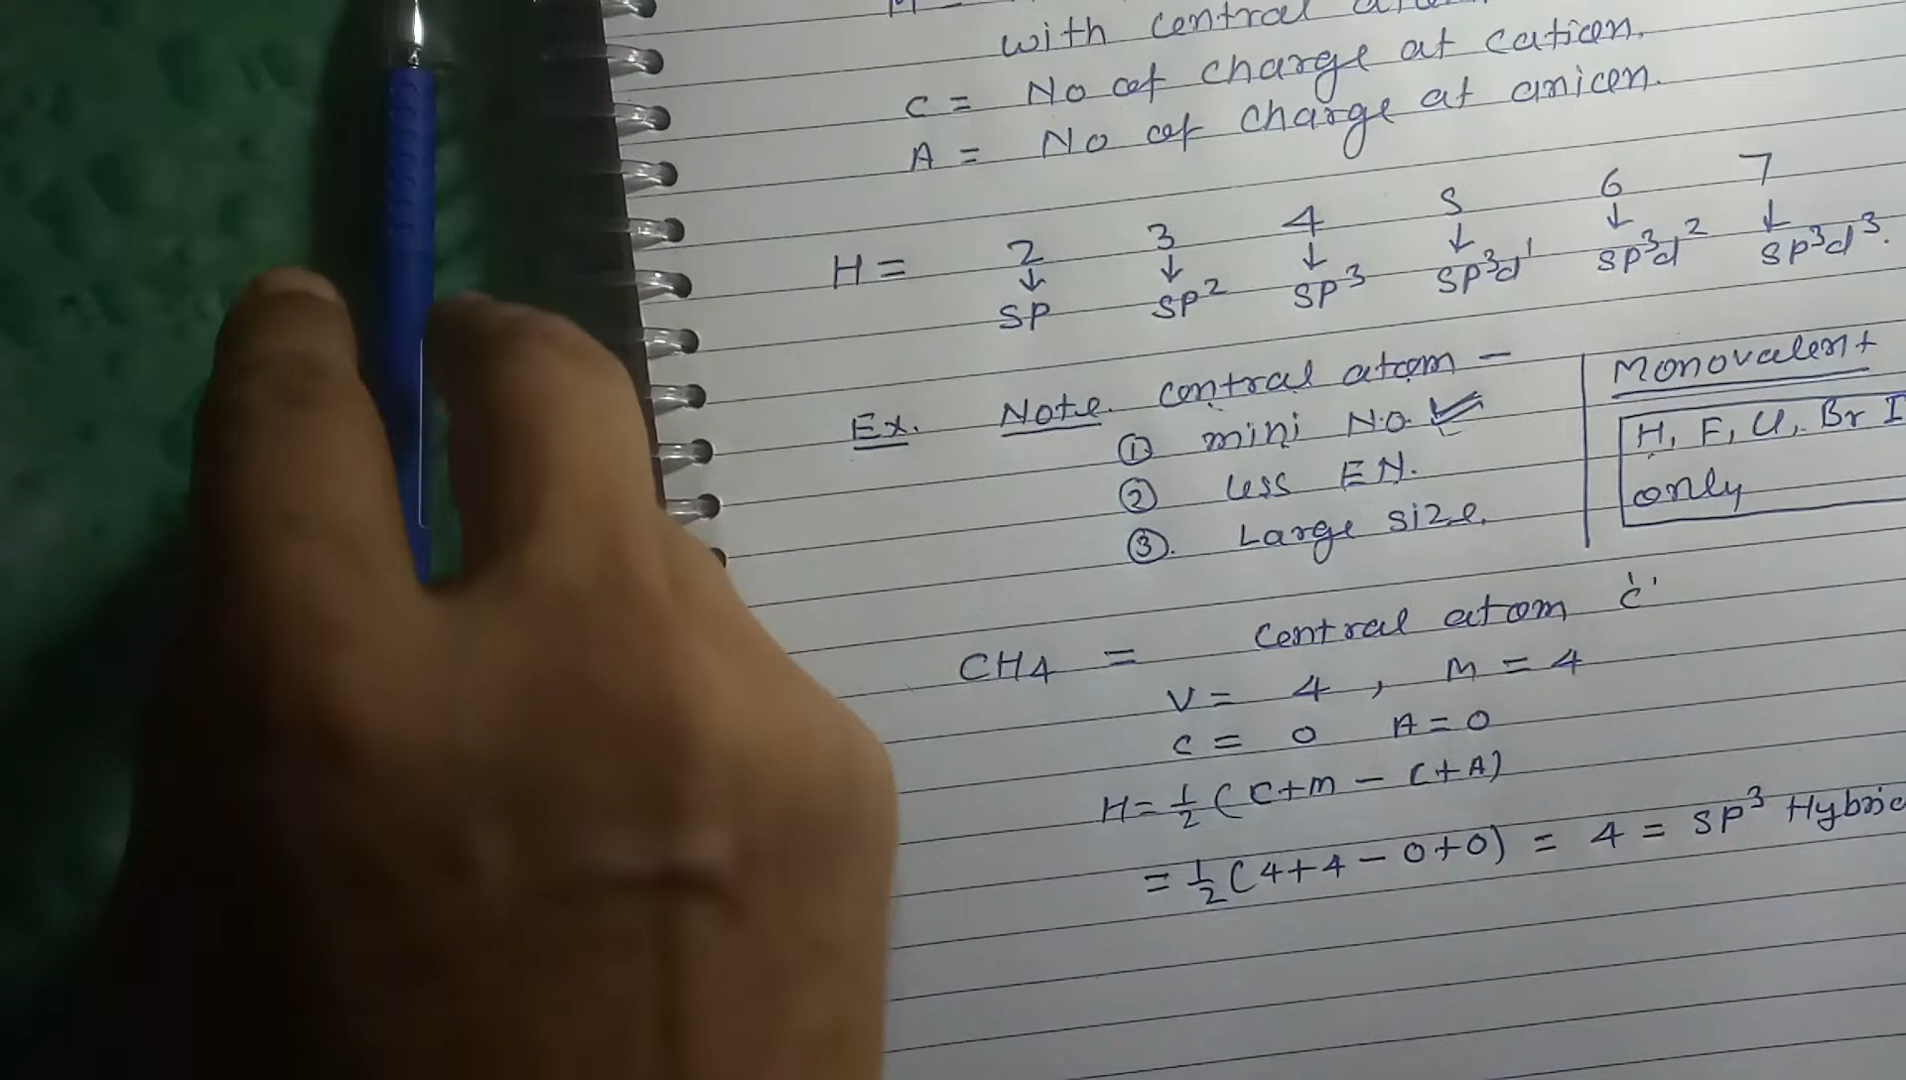 M =
with central
C = No of charge at cation.
A = No of charge at anion.
H = 2 3 4 5 6 7
↓ ↓ ↓ ↓ ↓ ↓
SP SP² SP³ SP³d¹ SP³d² SP³d³.
Ex. Note. central atom –
① mini No.
② less EN.
③. Large size.
Monovalent
H, F, Cl, Br I
only
CH4 = Central atom 'C'
V = 4, M = 4
C = 0 A = 0
H = ½ (C+M – C+A)
= ½ (4+4 – 0+0) = 4 = SP³